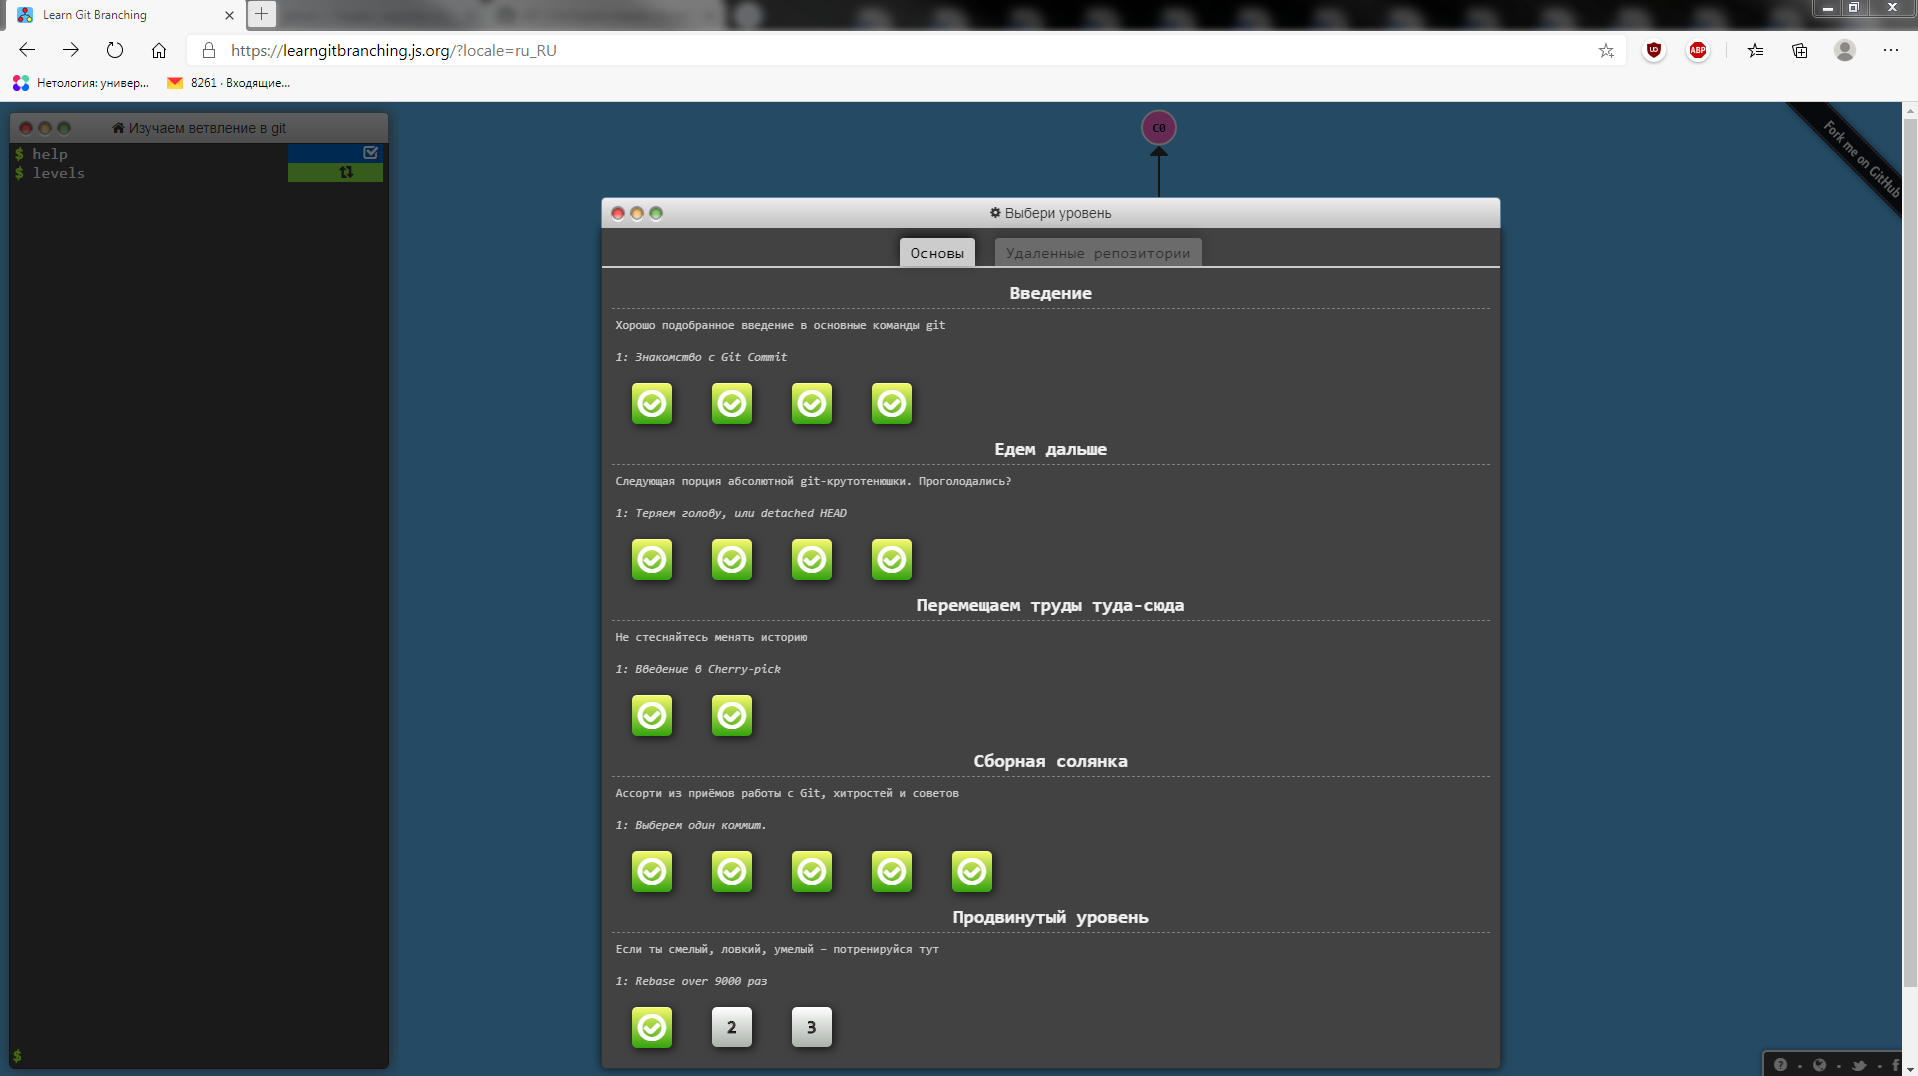 Learn Git Branching
https://learngitbranching.js.org/?locale=ru_RU
UO
ABP
Нетология: универ...
8261 · Входящие...
Изучаем ветвление в git
$ help
$ levels
$
C0
Fork me on GitHub
Выбери уровень
Основы
Удаленные репозитории
Введение
Хорошо подобранное введение в основные команды git
1: Знакомство с Git Commit
Едем дальше
Следующая порция абсолютной git-крутотенюшки. Проголодались?
1: Теряем голову, или detached HEAD
Перемещаем труды туда-сюда
Не стесняйтесь менять историю
1: Введение в Cherry-pick
Сборная солянка
Ассорти из приёмов работы с Git, хитростей и советов
1: Выберем один коммит.
Продвинутый уровень
Если ты смелый, ловкий, умелый – потренируйся тут
1: Rebase over 9000 раз
2
3